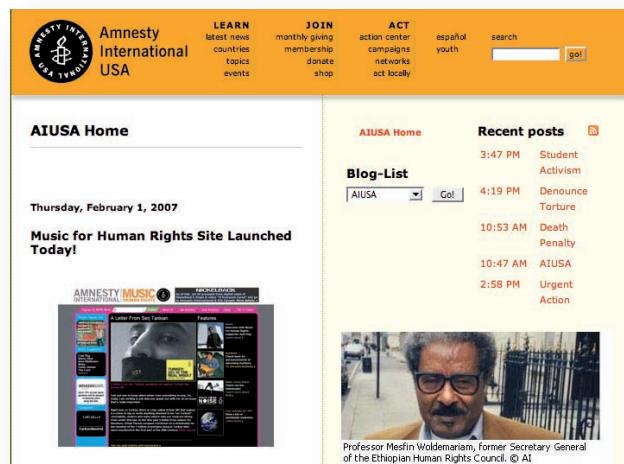 AMNESTY INTERNATIONAL
AIUSA USA
Amnesty
International
USA
LEARN
latest news
countries
topics
events
JOIN
monthly giving
membership
donate
shop
ACT
action center
campaigns
networks
act locally
español
youth
search
go!
AIUSA Home
Thursday, February 1, 2007
Music for Human Rights Site Launched
Today!
AMNESTY MUSIC
INTERNATIONAL HUMAN RIGHTS
NICKELBACK
A Letter From Serj Tankian
Features
AIUSA Home
Blog-List
AIUSA
Go!
Recent posts
3:47 PM Student
Activism
4:19 PM Denounce
Torture
10:53 AM Death
Penalty
10:47 AM AIUSA
2:58 PM Urgent
Action
Professor Mesfin Woldemariam, former Secretary General
of the Ethiopian Human Rights Council. © AI